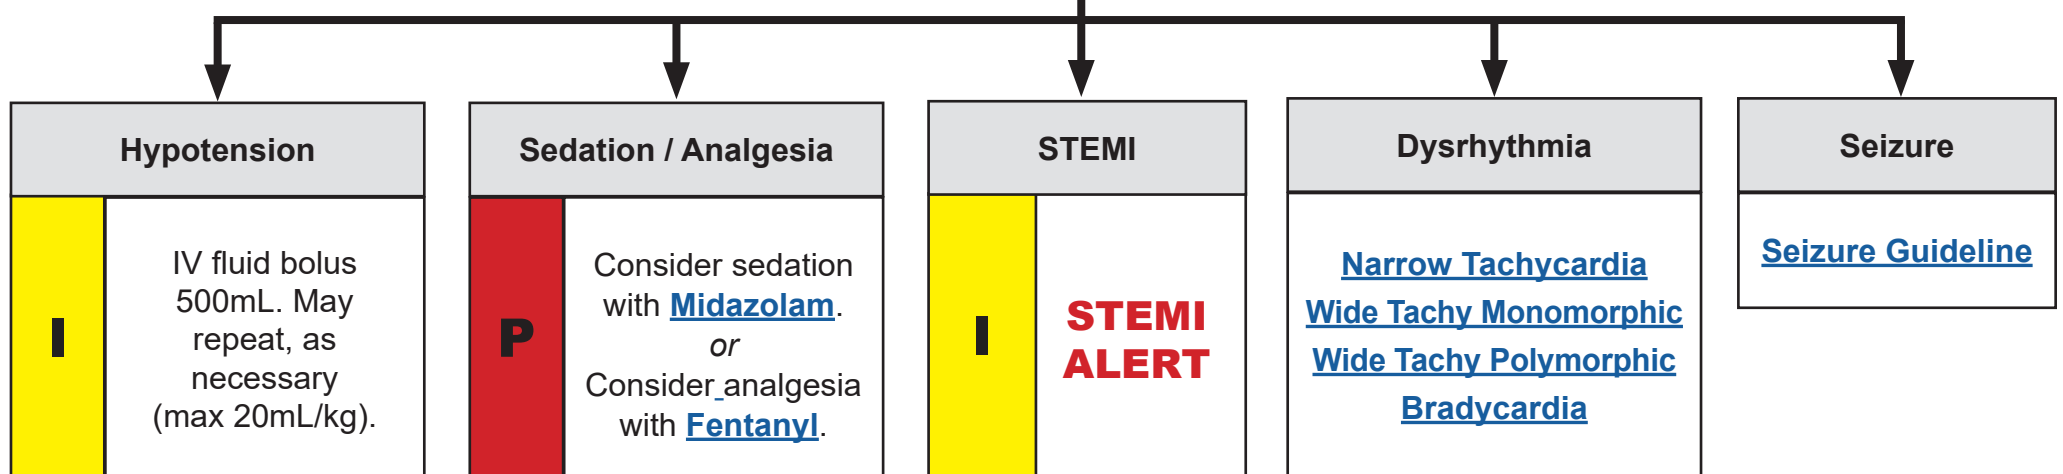 Hypotension
I
IV fluid bolus
500mL. May
repeat, as
necessary
(max 20mL/kg).
Sedation / Analgesia
P
Consider sedation
with Midazolam.
or
Consider analgesia
with Fentanyl.
STEMI
I
STEMI
ALERT
Dysrhythmia
Narrow Tachycardia
Wide Tachy Monomorphic
Wide Tachy Polymorphic
Bradycardia
Seizure
Seizure Guideline